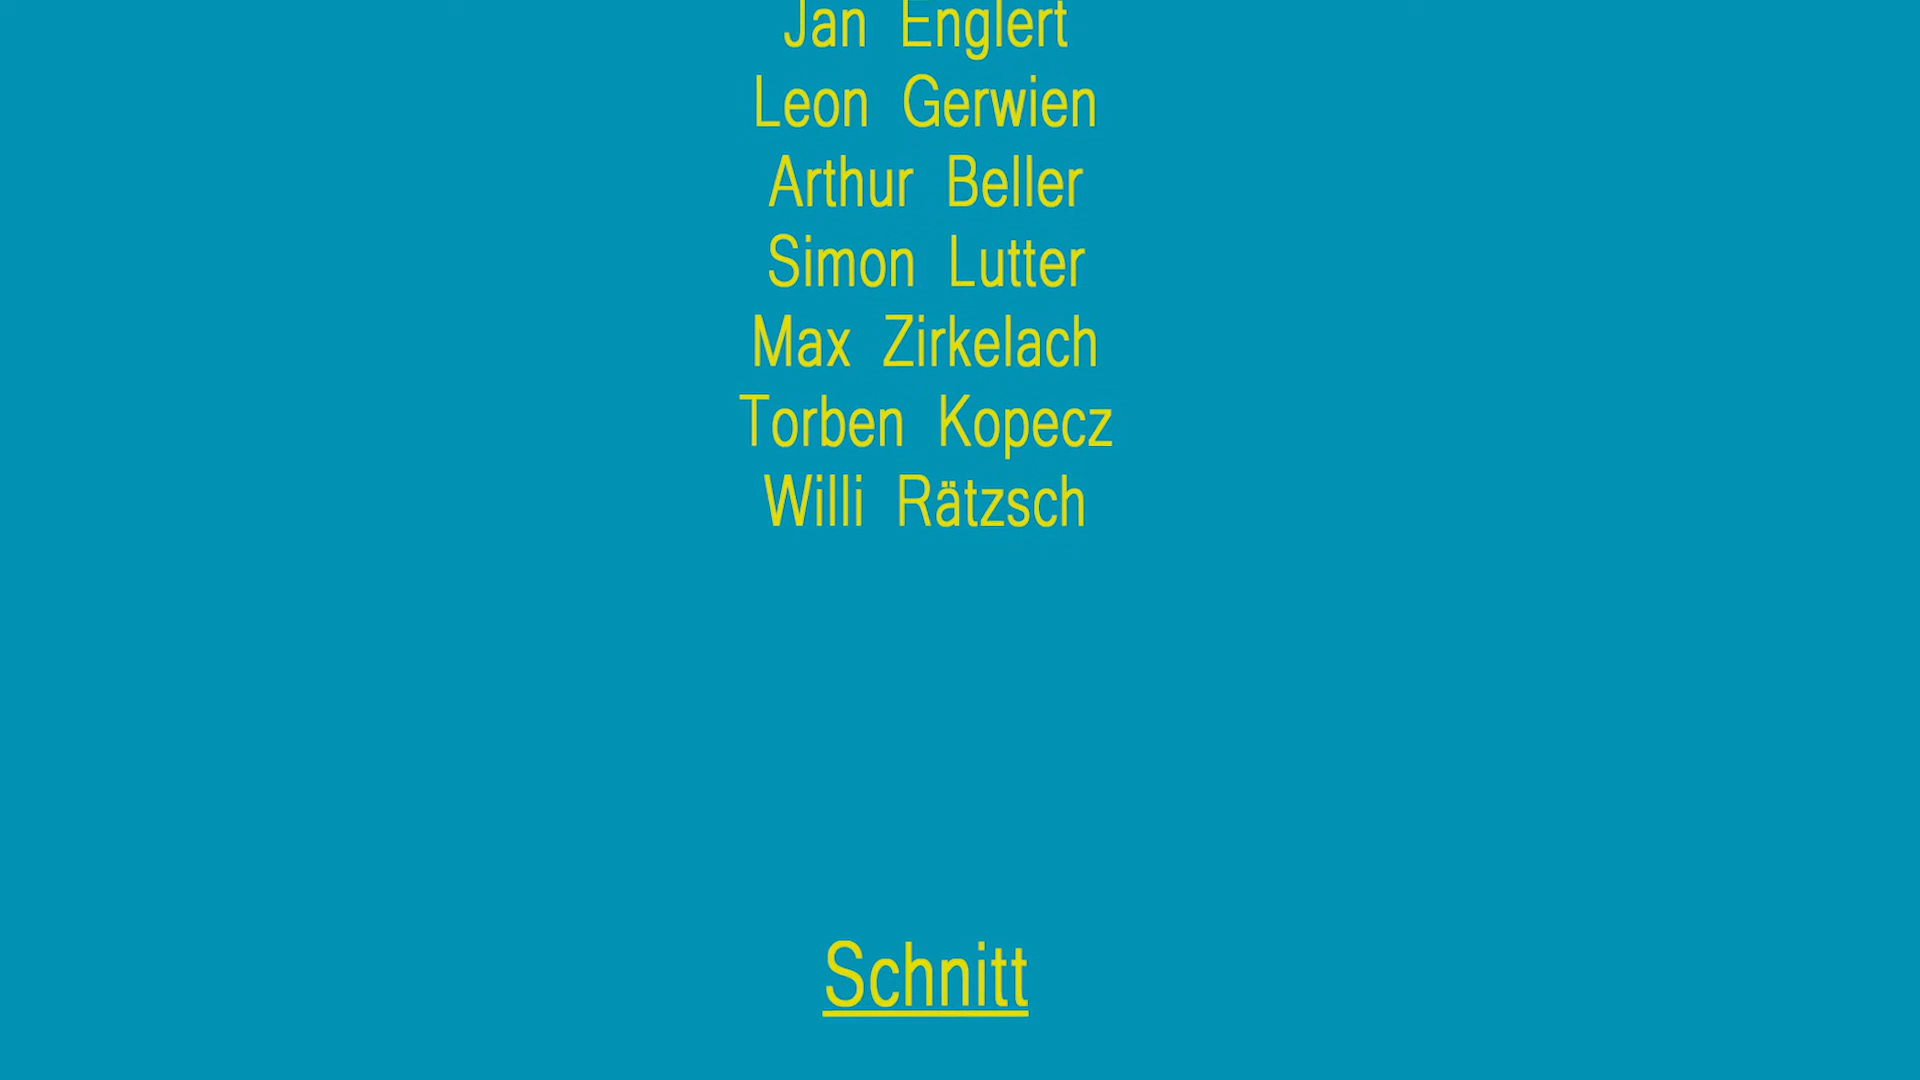 Jan Englert
Leon Gerwien
Arthur Beller
Simon Lutter
Max Zirkelach
Torben Kopecz
Willi Rätzsch
Schnitt